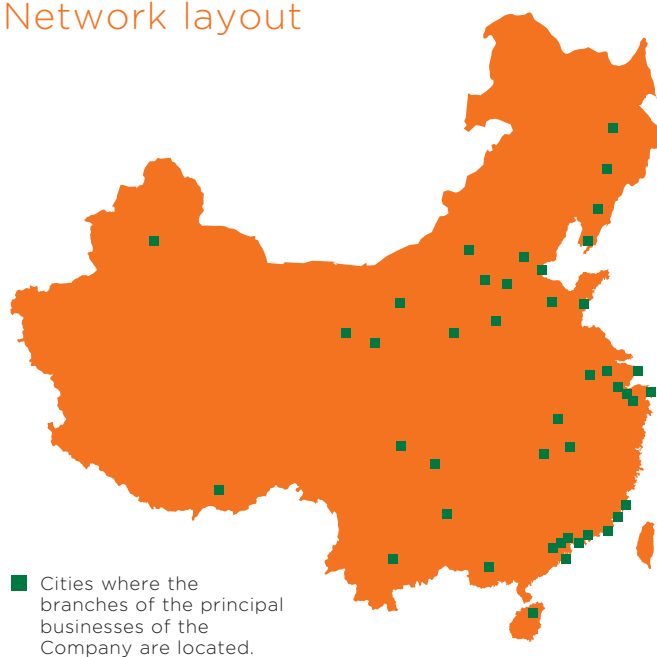 Network layout
Cities where the
branches of the principal
businesses of the
Company are located.